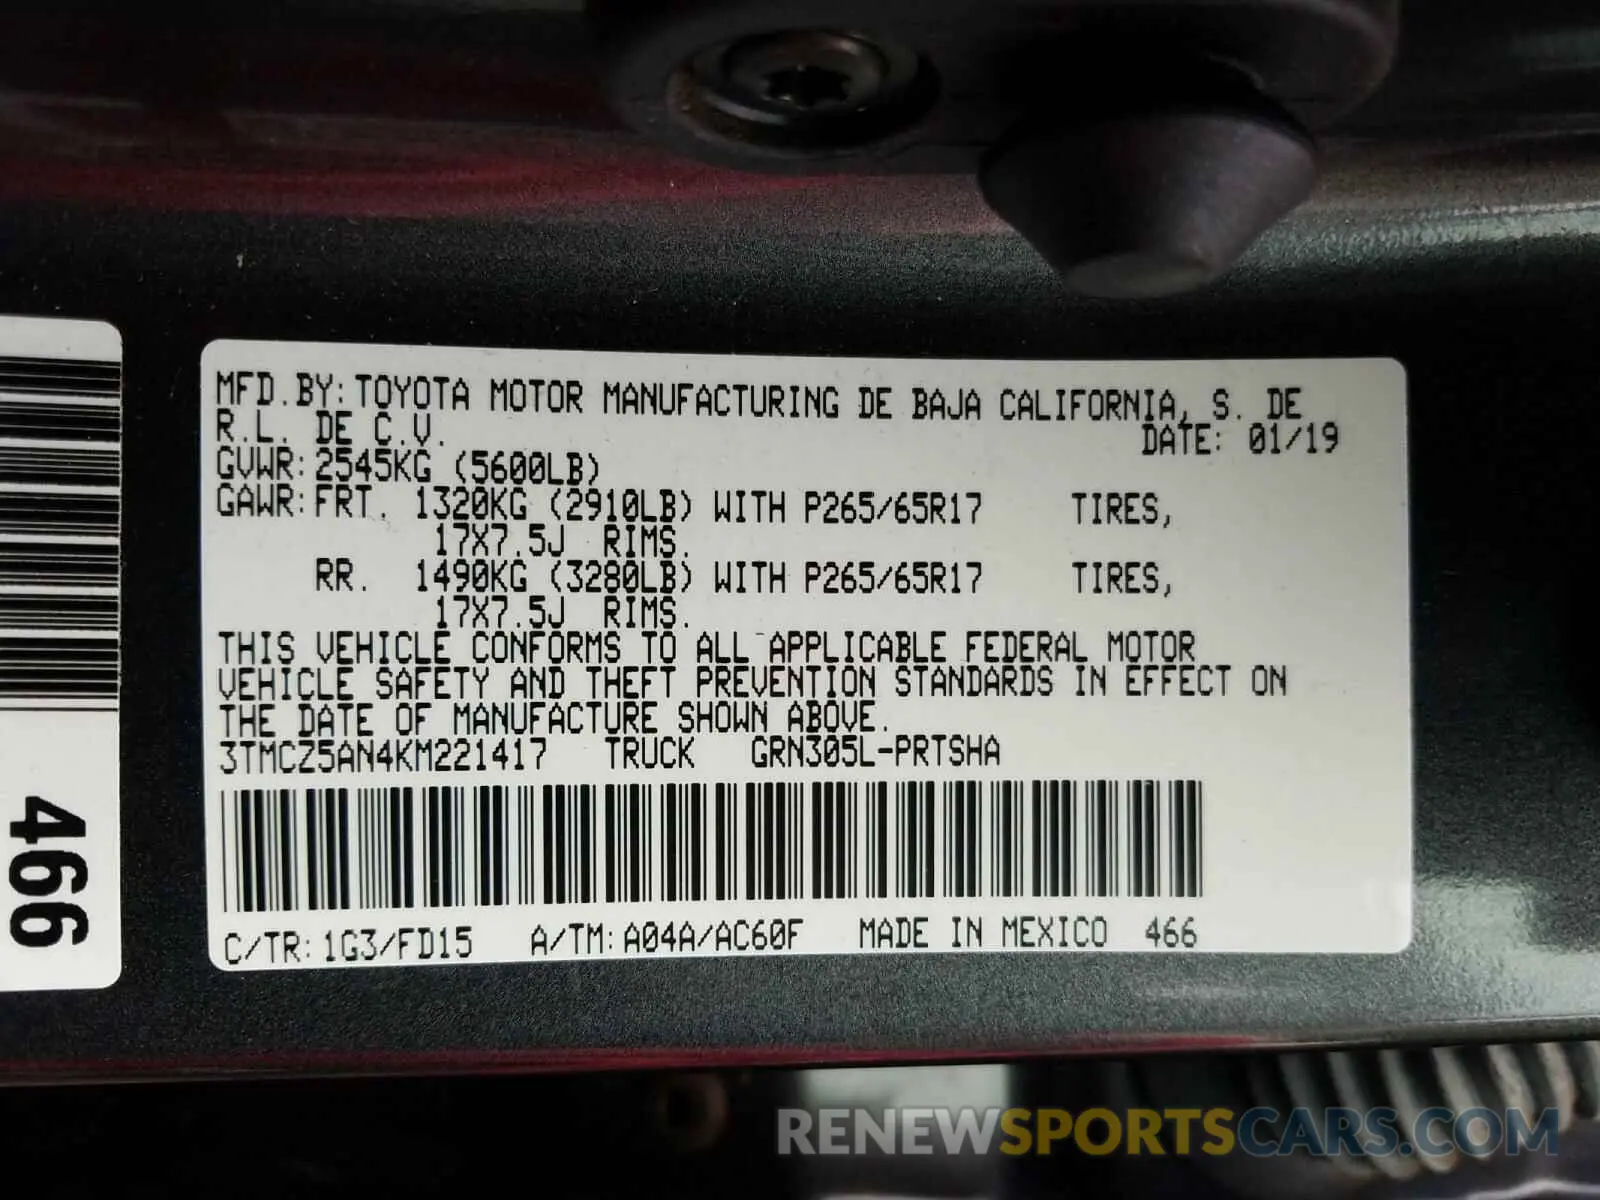 MFD.BY: TOYOTA MOTOR MANUFACTURING DE BAJA CALIFORNIA, S. DE
R.L. DE C.V.
DATE: 01/19
GVWR: 2545KG (5600LB)
GAWR: FRT. 1320KG (2910LB) WITH P265/65R17 TIRES,
17X7.5J RIMS.
RR. 1490KG (3280LB) WITH P265/65R17 TIRES,
17X7.5J RIMS.
THIS VEHICLE CONFORMS TO ALL APPLICABLE FEDERAL MOTOR
VEHICLE SAFETY AND THEFT PREVENTION STANDARDS IN EFFECT ON
THE DATE OF MANUFACTURE SHOWN ABOVE.
3TMCZ5AN4KM221417 TRUCK GRN305L-PRTSHA
C/TR: 1G3/FD15 A/TM: A04A/AC60F MADE IN MEXICO 466
466
RENEWSPORTSCARS.COM